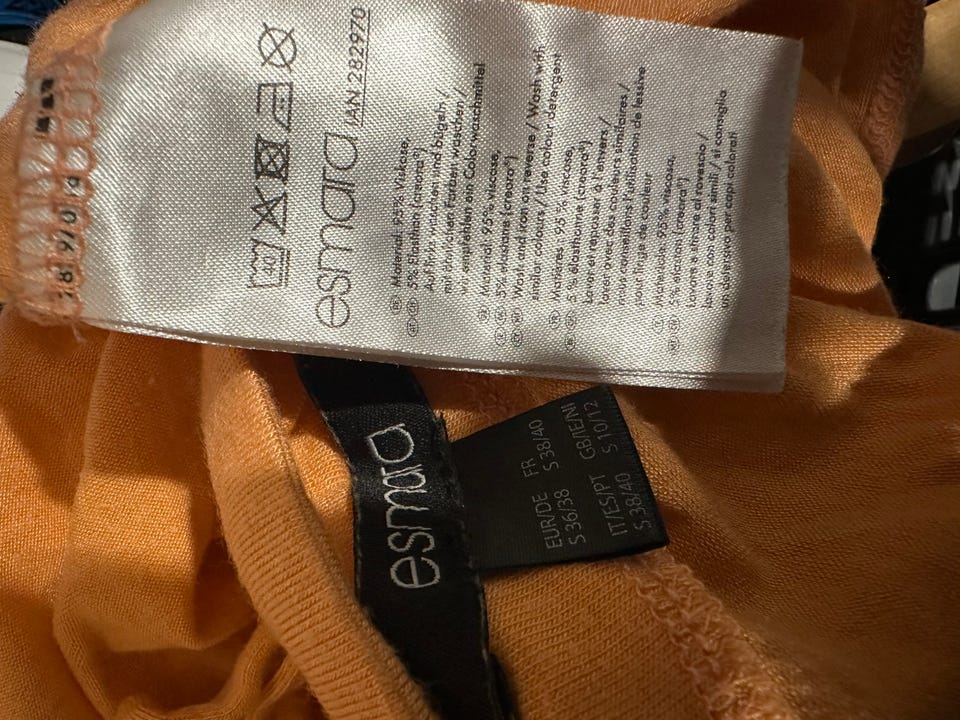 40
esmara
IAN 282970
Material: 95% Viskose,
5% Elasthan (creora®)
Auf links waschen und bügeln /
mit ähnlichen Farben waschen /
wir empfehlen ein Colorwaschmittel
Material: 95% viscose,
5% elastane (creora®)
Wash and iron on reverse / Wash with
similar colours / Use colour detergent
Matières: 95% viscose,
5% élasthanne (creora®)
Laver et repasser à l'envers /
laver avec des couleurs similaires /
nous conseillons l'utilisation de lessive
pour linge de couleur
Materiale: 95% viscosa,
5% elastan (creora®)
Lavare e stirare al rovescio /
lavare con colori simili / si consiglia
un detersivo per capi colorati
esmara
EUR/DE FR
S 36/38 S 38/40
IT/ES/PT GB/IE/NI
S 38/40 S 10/12